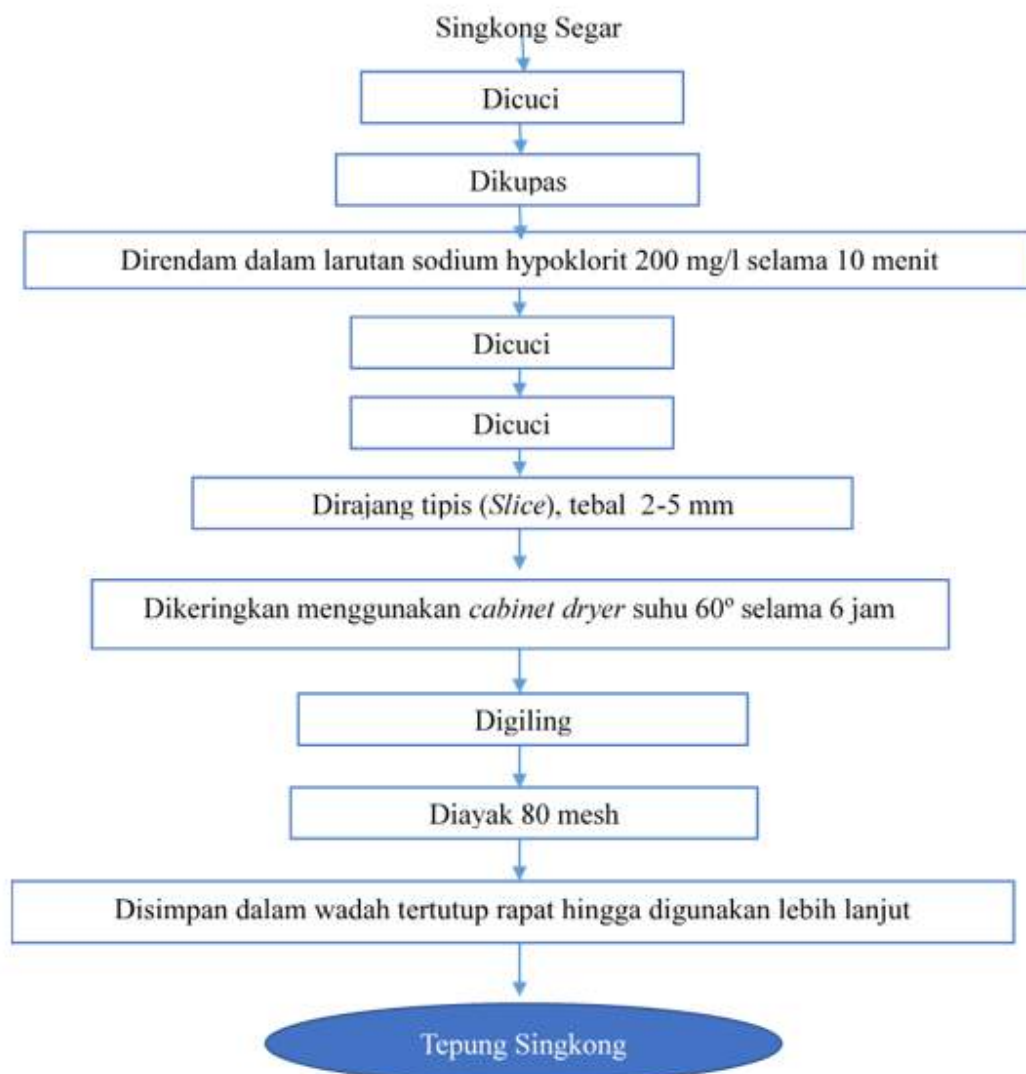 Singkong Segar
Dicuci
Dikupas
Direndam dalam larutan sodium hypoklorit 200 mg/l selama 10 menit
Dicuci
Dicuci
Dirajang tipis (Slice), tebal 2-5 mm
Dikeringkan menggunakan cabinet dryer suhu 60º selama 6 jam
Digiling
Diayak 80 mesh
Disimpan dalam wadah tertutup rapat hingga digunakan lebih lanjut
Tepung Singkong